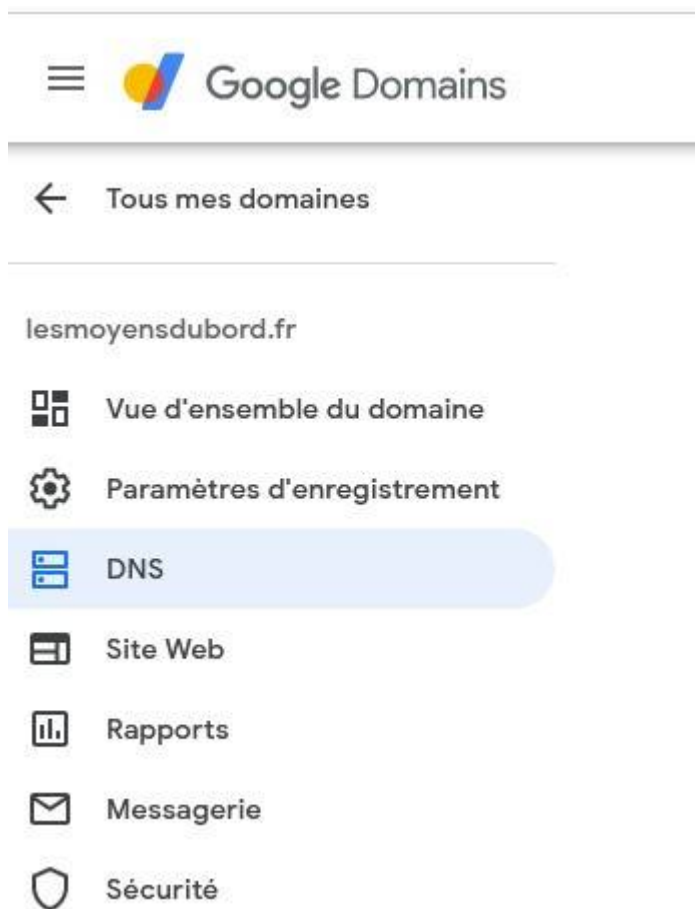 Google Domains
Tous mes domaines
lesmoyensdubord.fr
Vue d'ensemble du domaine
Paramètres d'enregistrement
DNS
Site Web
Rapports
Messagerie
Sécurité